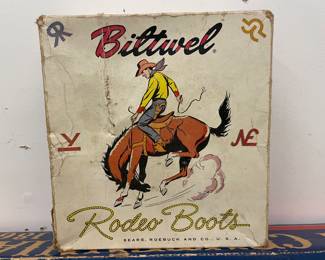 Biltwel®
Rodeo Boots
SEARS, ROEBUCK AND CO., U.S.A.